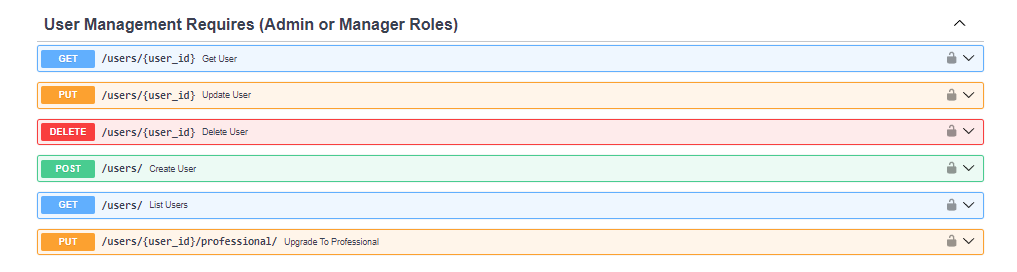 User Management Requires (Admin or Manager Roles)
GET /users/{user_id} Get User
PUT /users/{user_id} Update User
DELETE /users/{user_id} Delete User
POST /users/ Create User
GET /users/ List Users
PUT /users/{user_id}/professional/ Upgrade To Professional